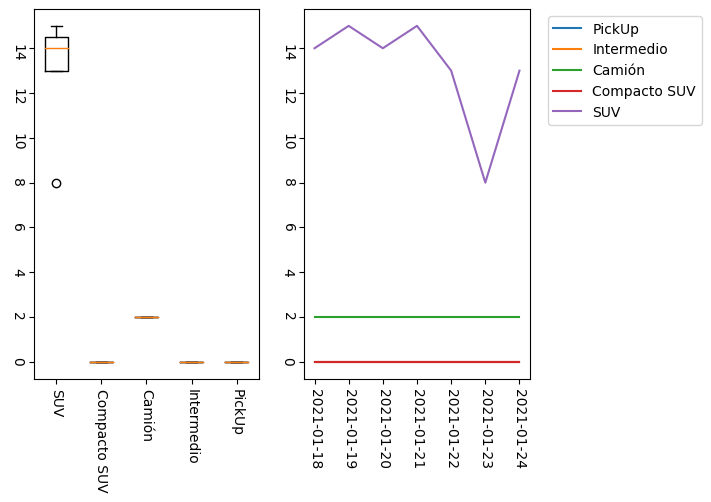 14
12
10
8
6
4
2
0
SUV
Compacto SUV
Camión
Intermedio
PickUp
14
12
10
8
6
4
2
0
2021-01-18
2021-01-19
2021-01-20
2021-01-21
2021-01-22
2021-01-23
2021-01-24
PickUp
Intermedio
Camión
Compacto SUV
SUV